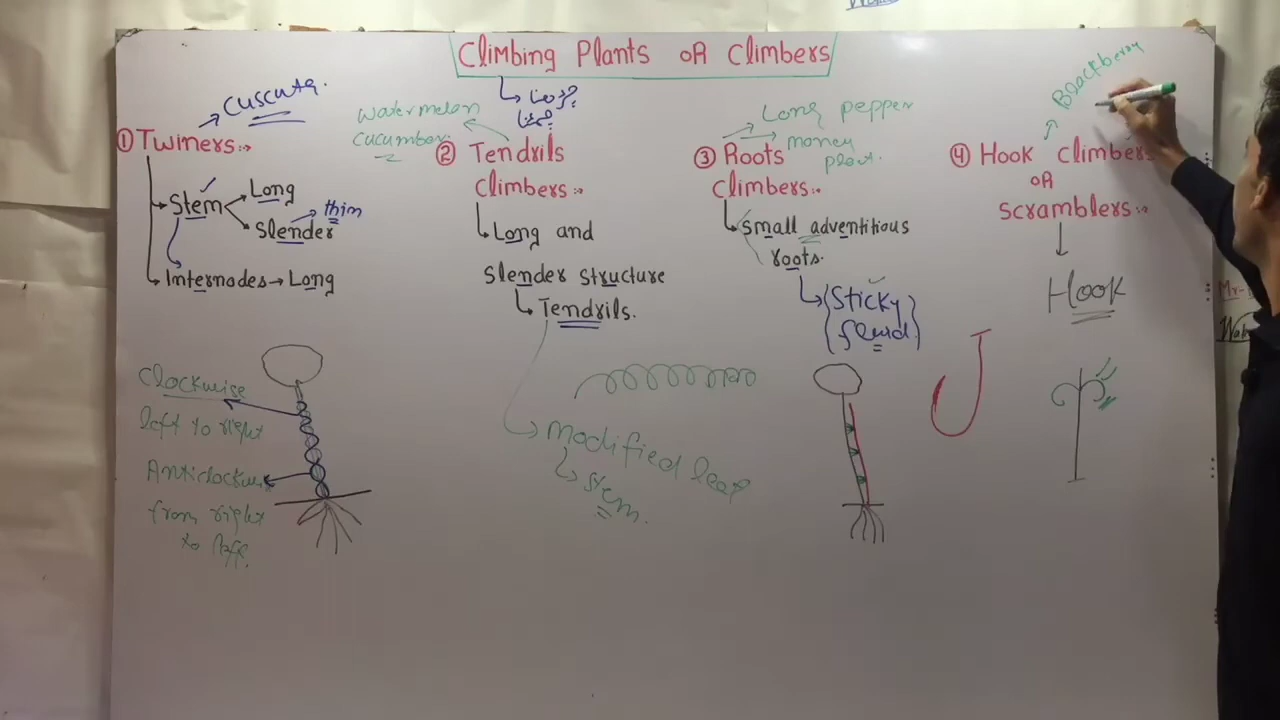 Climbing Plants OR Climbers
چڑھنا
چمٹنا
① Twiners:-
Cuscuta.
Stem
Long
Slender
thin
Internodes → Long
Clockwise
left to right
Anticlockwise
from right
to left.
② Tendrils
Climbers:-
watermelon
cucumber
Long and
Slender structure
Tendrils.
modified leaf
stem.
③ Roots
Climbers:-
Long pepper
money
plant.
small adventitious
roots.
Sticky
fluid
④ Hook Climbers
OR
Scramblers:-
Blackberry
Hook